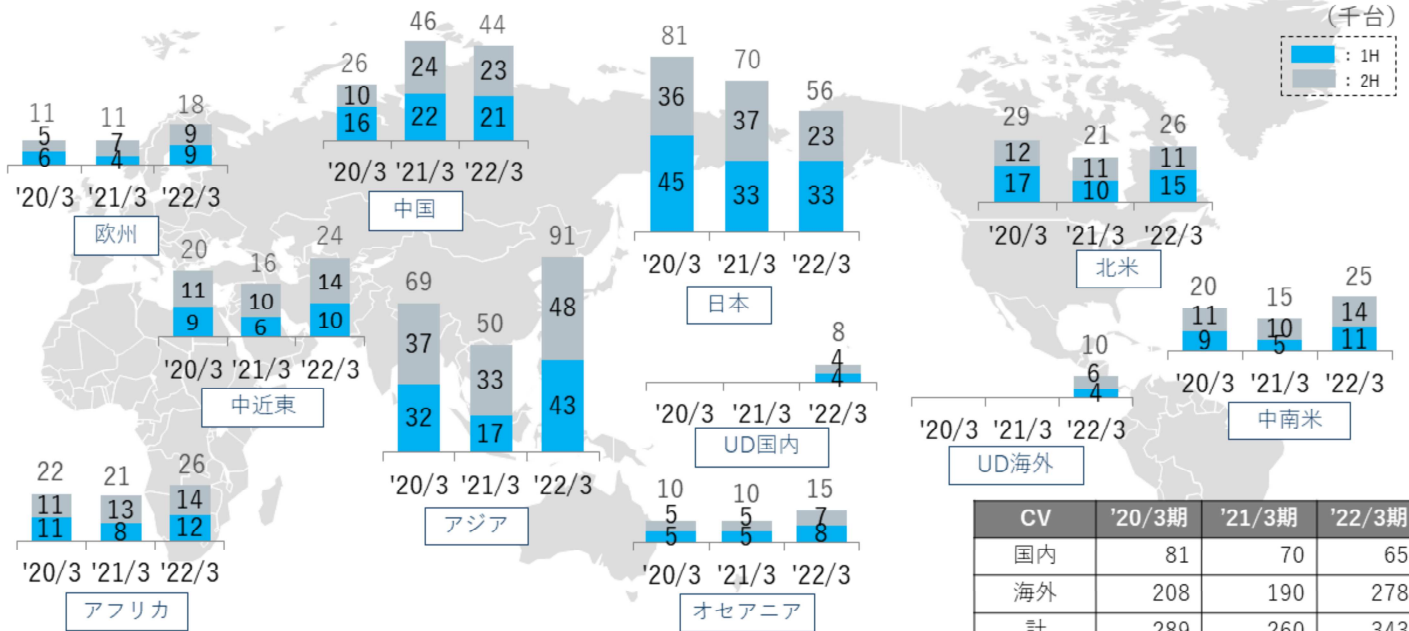 (千台)
: 1H
: 2H
11 11 18
5 7 9
6 4 9
'20/3 '21/3 '22/3
欧州
26 46 44
10 24 23
16 22 21
'20/3 '21/3 '22/3
中国
81 70 56
36 37 23
45 33 33
'20/3 '21/3 '22/3
日本
29 21 26
12 11 11
17 10 15
'20/3 '21/3 '22/3
北米
20 16 24
11 10 14
9 6 10
'20/3 '21/3 '22/3
中近東
69 50 91
37 33 48
32 17 43
'20/3 '21/3 '22/3
アジア
8
4
4
'20/3 '21/3 '22/3
UD国内
10
6
4
'20/3 '21/3 '22/3
UD海外
20 15 25
11 10 14
9 5 11
'20/3 '21/3 '22/3
中南米
22 21 26
11 13 14
11 8 12
'20/3 '21/3 '22/3
アフリカ
10 10 15
5 5 7
5 5 8
'20/3 '21/3 '22/3
オセアニア
CV '20/3期 '21/3期 '22/3期
国内 81 70 65
海外 208 190 278
計 289 260 343